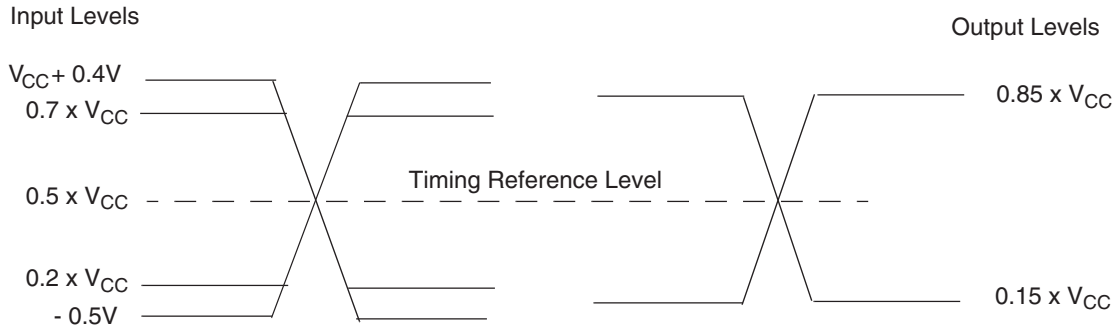 Input Levels
Output Levels
VCC + 0.4V
0.7 x VCC
0.85 x VCC
0.5 x VCC
Timing Reference Level
0.2 x VCC
0.15 x VCC
- 0.5V